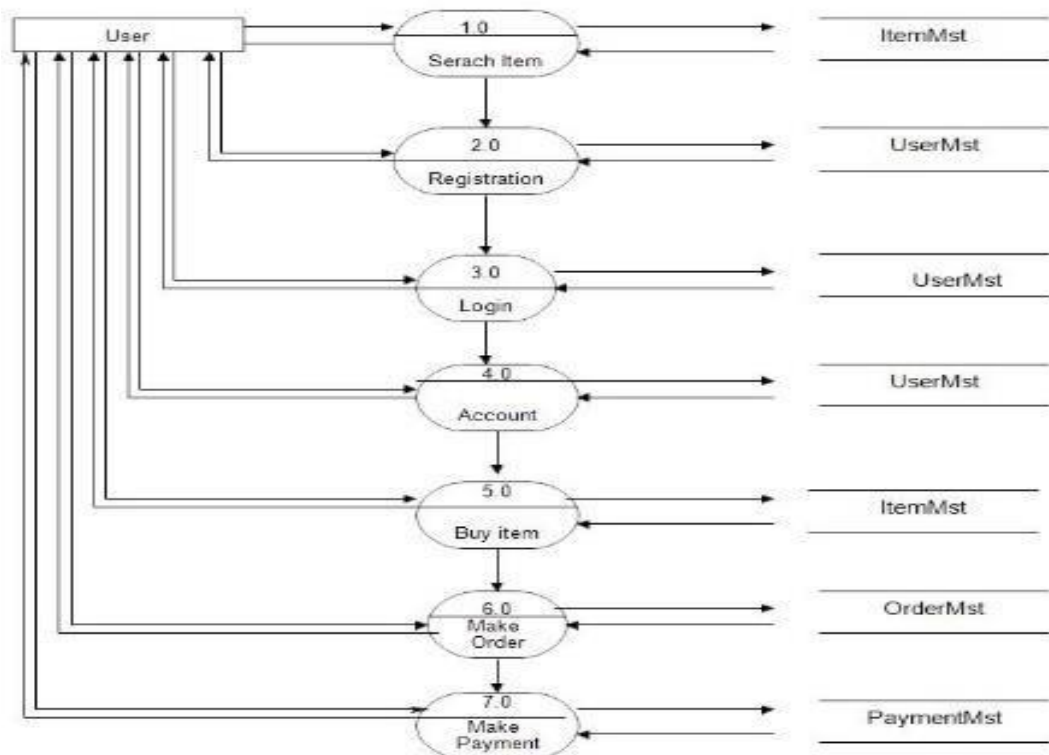 User
1.0
Serach Item
ItemMst
2.0
Registration
UserMst
3.0
Login
UserMst
4.0
Account
UserMst
5.0
Buy item
ItemMst
6.0
Make
Order
OrderMst
7.0
Make
Payment
PaymentMst